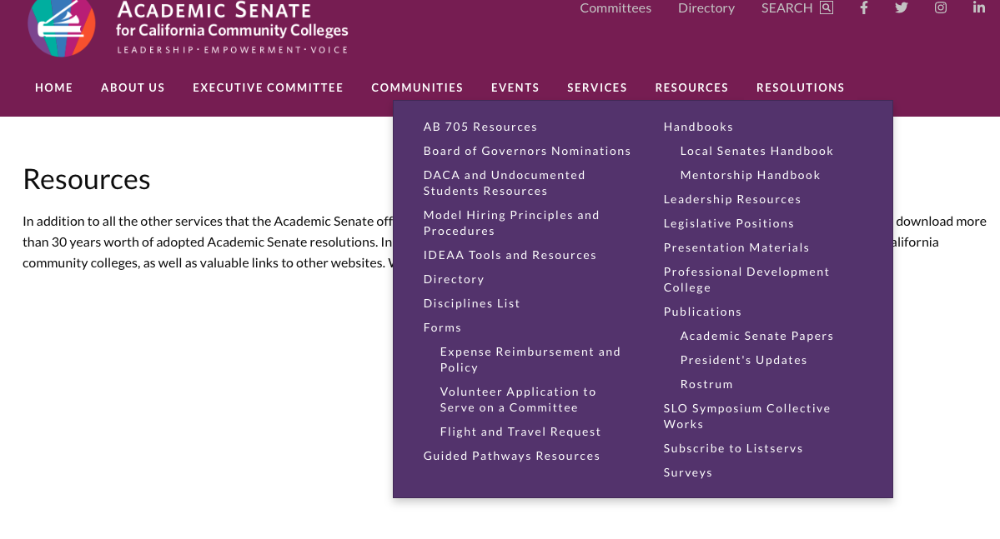 Committees
Directory
SEARCH
ACADEMIC SENATE
for California Community Colleges
LEADERSHIP · EMPOWERMENT · VOICE
HOME
ABOUT US
EXECUTIVE COMMITTEE
COMMUNITIES
EVENTS
SERVICES
RESOURCES
RESOLUTIONS
AB 705 Resources
Board of Governors Nominations
DACA and Undocumented
Students Resources
Model Hiring Principles and
Procedures
IDEAA Tools and Resources
Directory
Disciplines List
Forms
Expense Reimbursement and
Policy
Volunteer Application to
Serve on a Committee
Flight and Travel Request
Guided Pathways Resources
Handbooks
Local Senates Handbook
Mentorship Handbook
Leadership Resources
Legislative Positions
Presentation Materials
Professional Development
College
Publications
Academic Senate Papers
President's Updates
Rostrum
SLO Symposium Collective
Works
Subscribe to Listservs
Surveys
Resources
In addition to all the other services that the Academic Senate download more
than 30 years worth of adopted Academic Senate resolutions. In
community colleges, as well as valuable links to other websites.